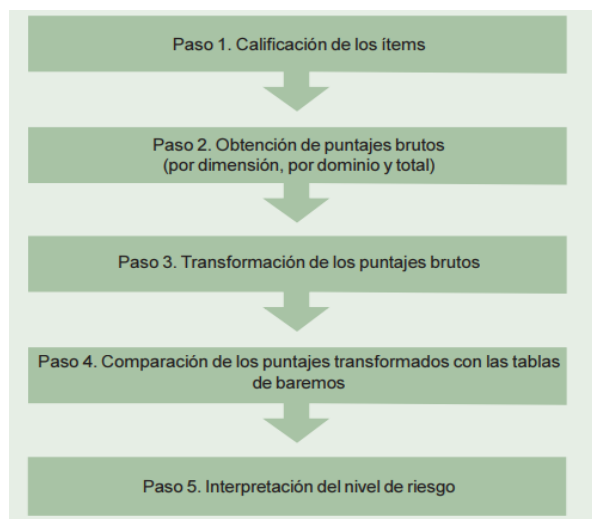 Paso 1. Calificación de los ítems
Paso 2. Obtención de puntajes brutos
(por dimensión, por dominio y total)
Paso 3. Transformación de los puntajes brutos
Paso 4. Comparación de los puntajes transformados con las tablas
de baremos
Paso 5. Interpretación del nivel de riesgo